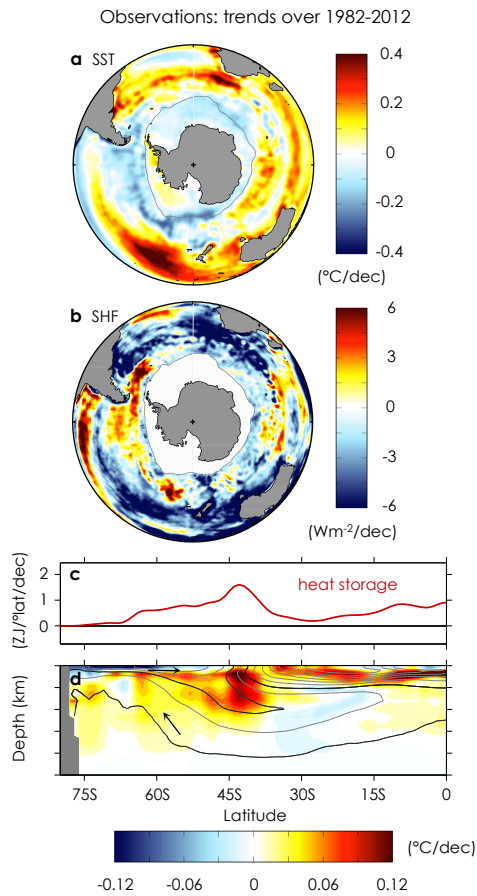 Observations: trends over 1982-2012
a SST
0.4
0.2
0
-0.2
-0.4
(°C/dec)
b SHF
6
3
0
-3
-6
(Wm-2/dec)
c
heat storage
2
1
0
(ZJ/°lat/dec)
d
Depth (km)
75S 60S 45S 30S 15S 0
Latitude
(°C/dec)
-0.12 -0.06 0 0.06 0.12